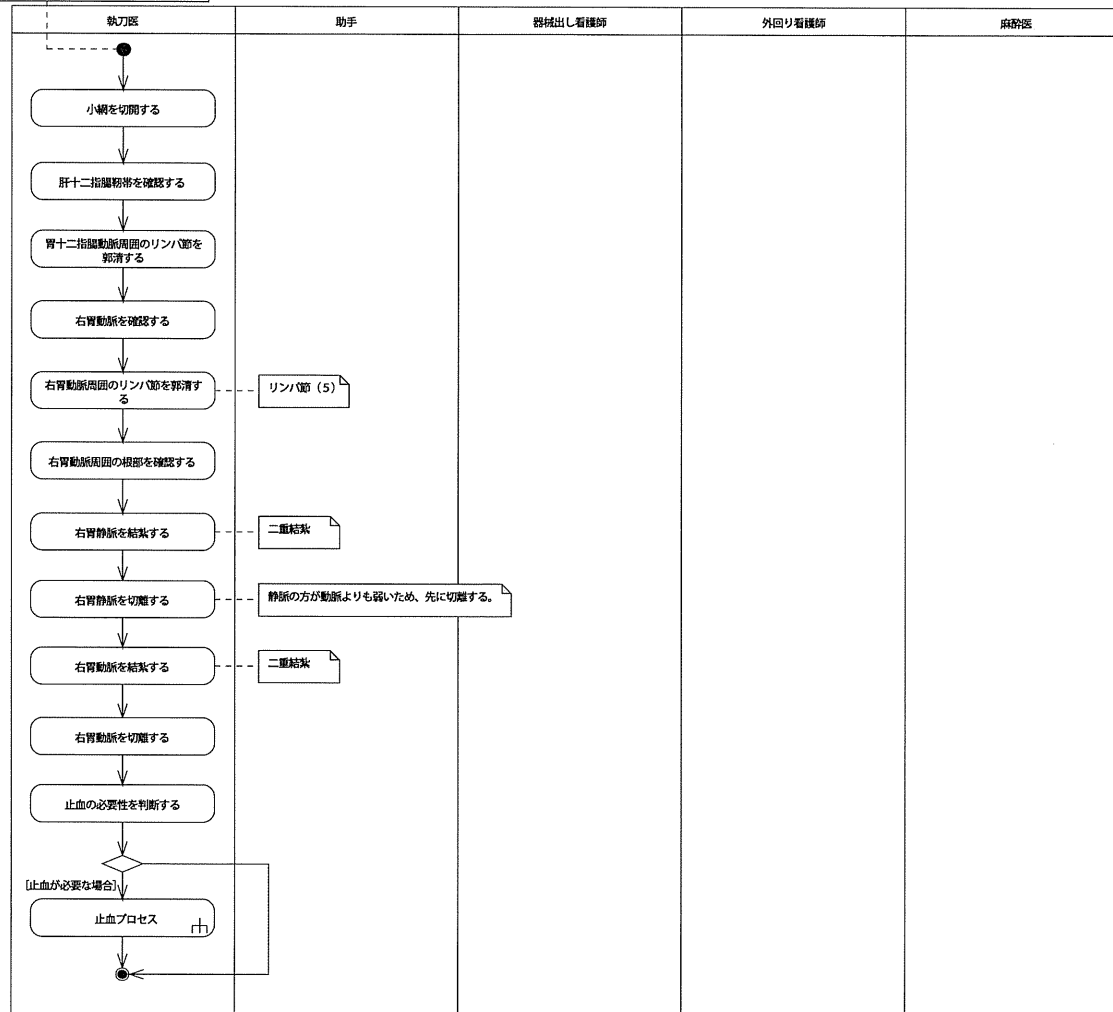 執刀医
助手
器械出し看護師
外回り看護師
麻酔医
小網を切開する
肝十二指腸靭帯を確認する
胃十二指腸動脈周囲のリンパ節を
郭清する
右胃動脈を確認する
右胃動脈周囲のリンパ節を郭清す
る
リンパ節（5）
右胃動脈周囲の根部を確認する
右胃静脈を結紮する
二重結紮
右胃静脈を切離する
静脈の方が動脈よりも弱いため、先に切離する。
右胃動脈を結紮する
二重結紮
右胃動脈を切離する
止血の必要性を判断する
[止血が必要な場合]
止血プロセス